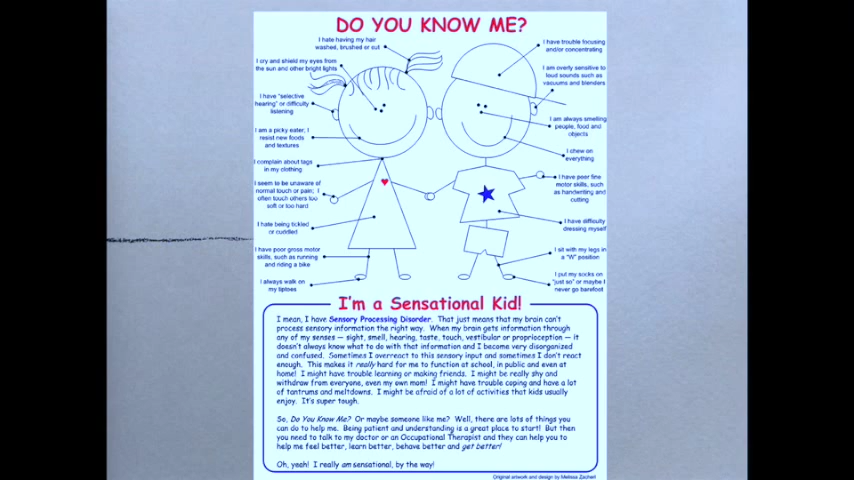 DO YOU KNOW ME?
I hate having my hair
washed, brushed or cut
I cry and shield my eyes from
the sun and other bright lights
I have "selective
hearing" or difficulty
listening
I am a picky eater; I
resist new foods
and textures
I complain about tags
in my clothing
I seem to be unaware of
normal touch or pain; I
often touch others too
soft or too hard
I hate being tickled
or cuddled
I have poor gross motor
skills, such as running
and riding a bike
I always walk on
my tiptoes
I have trouble focusing
and/or concentrating
I am overly sensitive to
loud sounds such as
vacuums and blenders
I am always smelling
people, food and
objects
I chew on
everything
I have poor fine
motor skills, such
as handwriting and
cutting
I have difficulty
dressing myself
I sit with my legs in
a "W" position
I put my socks on
"just so" or maybe I
never go barefoot
I'm a Sensational Kid!
I mean, I have Sensory Processing Disorder. That just means that my brain can't
process sensory information the right way. When my brain gets information through
any of my senses — sight, smell, hearing, taste, touch, vestibular or proprioception — it
doesn't always know what to do with that information and I become very disorganized
and confused. Sometimes I overreact to this sensory input and sometimes I don't react
enough. This makes it really hard for me to function at school, in public and even at
home! I might have trouble learning or making friends. I might be really shy and
withdraw from everyone, even my own mom! I might have trouble coping and have a lot
of tantrums and meltdowns. I might be afraid of a lot of activities that kids usually
enjoy. It's super tough.
So, Do You Know Me? Or maybe someone like me? Well, there are lots of things you
can do to help me. Being patient and understanding is a great place to start! But then
you need to talk to my doctor or an Occupational Therapist and they can help you to
help me feel better, learn better, behave better and get better!
Oh, yeah! I really am sensational, by the way!
Original artwork and design by Melissa Zacherl